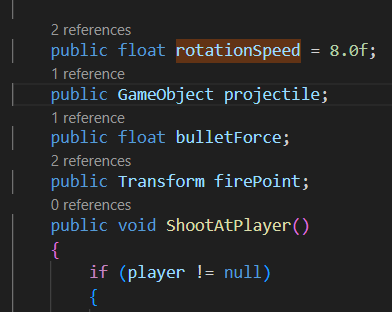 2 references
public float rotationSpeed = 8.0f;
1 reference
public GameObject projectile;
1 reference
public float bulletForce;
2 references
public Transform firePoint;
0 references
public void ShootAtPlayer()
{
if (player != null)
{